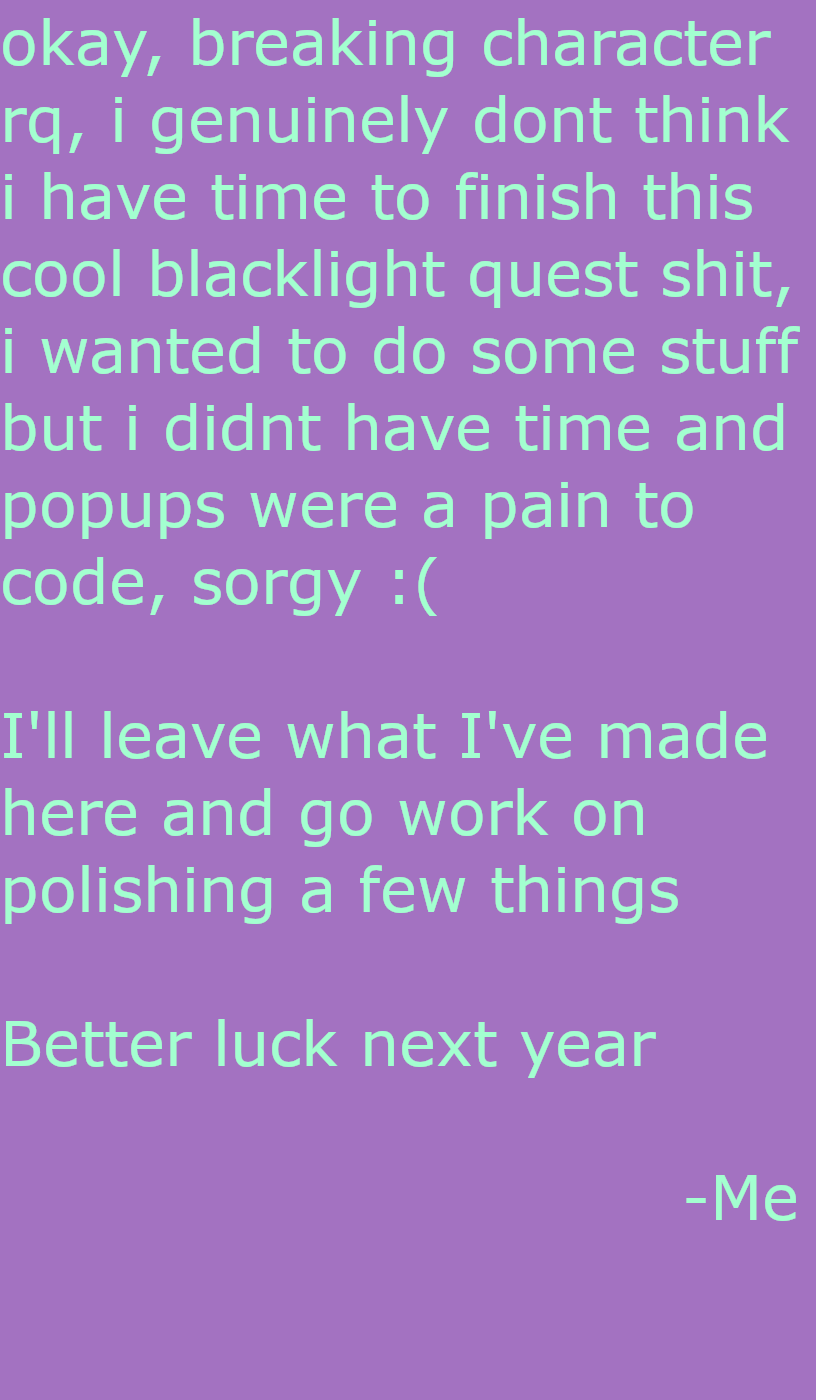 okay, breaking character
rq, i genuinely dont think
i have time to finish this
cool blacklight quest shit,
i wanted to do some stuff
but i didnt have time and
popups were a pain to
code, sorgy :(
I'll leave what I've made
here and go work on
polishing a few things
Better luck next year
-Me